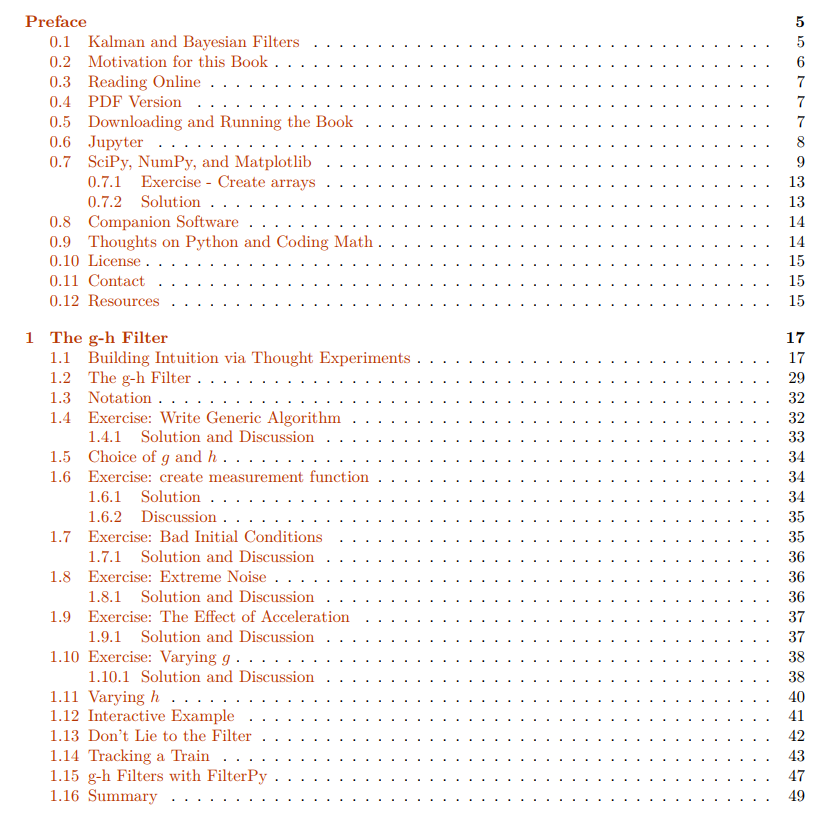 Preface 5
0.1 Kalman and Bayesian Filters . . . . . . . . . . . . . . . . . . . . . . . . . . . . . . . . . . . . 5
0.2 Motivation for this Book . . . . . . . . . . . . . . . . . . . . . . . . . . . . . . . . . . . . . . . 6
0.3 Reading Online . . . . . . . . . . . . . . . . . . . . . . . . . . . . . . . . . . . . . . . . . . . . 7
0.4 PDF Version . . . . . . . . . . . . . . . . . . . . . . . . . . . . . . . . . . . . . . . . . . . . . 7
0.5 Downloading and Running the Book . . . . . . . . . . . . . . . . . . . . . . . . . . . . . . . . 7
0.6 Jupyter . . . . . . . . . . . . . . . . . . . . . . . . . . . . . . . . . . . . . . . . . . . . . . . . 8
0.7 SciPy, NumPy, and Matplotlib . . . . . . . . . . . . . . . . . . . . . . . . . . . . . . . . . . . 9
0.7.1 Exercise - Create arrays . . . . . . . . . . . . . . . . . . . . . . . . . . . . . . . . . . . 13
0.7.2 Solution . . . . . . . . . . . . . . . . . . . . . . . . . . . . . . . . . . . . . . . . . . . . 13
0.8 Companion Software . . . . . . . . . . . . . . . . . . . . . . . . . . . . . . . . . . . . . . . . . 14
0.9 Thoughts on Python and Coding Math . . . . . . . . . . . . . . . . . . . . . . . . . . . . . . . 14
0.10 License . . . . . . . . . . . . . . . . . . . . . . . . . . . . . . . . . . . . . . . . . . . . . . . . . 15
0.11 Contact . . . . . . . . . . . . . . . . . . . . . . . . . . . . . . . . . . . . . . . . . . . . . . . . 15
0.12 Resources . . . . . . . . . . . . . . . . . . . . . . . . . . . . . . . . . . . . . . . . . . . . . . . 15
1 The g-h Filter 17
1.1 Building Intuition via Thought Experiments . . . . . . . . . . . . . . . . . . . . . . . . . . . . 17
1.2 The g-h Filter . . . . . . . . . . . . . . . . . . . . . . . . . . . . . . . . . . . . . . . . . . . . . 29
1.3 Notation . . . . . . . . . . . . . . . . . . . . . . . . . . . . . . . . . . . . . . . . . . . . . . . . 32
1.4 Exercise: Write Generic Algorithm . . . . . . . . . . . . . . . . . . . . . . . . . . . . . . . . . 32
1.4.1 Solution and Discussion . . . . . . . . . . . . . . . . . . . . . . . . . . . . . . . . . . . 33
1.5 Choice of g and h . . . . . . . . . . . . . . . . . . . . . . . . . . . . . . . . . . . . . . . . . . . 34
1.6 Exercise: create measurement function . . . . . . . . . . . . . . . . . . . . . . . . . . . . . . . 34
1.6.1 Solution . . . . . . . . . . . . . . . . . . . . . . . . . . . . . . . . . . . . . . . . . . . . 34
1.6.2 Discussion . . . . . . . . . . . . . . . . . . . . . . . . . . . . . . . . . . . . . . . . . . . 35
1.7 Exercise: Bad Initial Conditions . . . . . . . . . . . . . . . . . . . . . . . . . . . . . . . . . . 35
1.7.1 Solution and Discussion . . . . . . . . . . . . . . . . . . . . . . . . . . . . . . . . . . . 36
1.8 Exercise: Extreme Noise . . . . . . . . . . . . . . . . . . . . . . . . . . . . . . . . . . . . . . . 36
1.8.1 Solution and Discussion . . . . . . . . . . . . . . . . . . . . . . . . . . . . . . . . . . . 36
1.9 Exercise: The Effect of Acceleration . . . . . . . . . . . . . . . . . . . . . . . . . . . . . . . . 37
1.9.1 Solution and Discussion . . . . . . . . . . . . . . . . . . . . . . . . . . . . . . . . . . . 37
1.10 Exercise: Varying g . . . . . . . . . . . . . . . . . . . . . . . . . . . . . . . . . . . . . . . . . . 38
1.10.1 Solution and Discussion . . . . . . . . . . . . . . . . . . . . . . . . . . . . . . . . . . . 38
1.11 Varying h . . . . . . . . . . . . . . . . . . . . . . . . . . . . . . . . . . . . . . . . . . . . . . . 40
1.12 Interactive Example . . . . . . . . . . . . . . . . . . . . . . . . . . . . . . . . . . . . . . . . . 41
1.13 Don't Lie to the Filter . . . . . . . . . . . . . . . . . . . . . . . . . . . . . . . . . . . . . . . . 42
1.14 Tracking a Train . . . . . . . . . . . . . . . . . . . . . . . . . . . . . . . . . . . . . . . . . . . 43
1.15 g-h Filters with FilterPy . . . . . . . . . . . . . . . . . . . . . . . . . . . . . . . . . . . . . . . 47
1.16 Summary . . . . . . . . . . . . . . . . . . . . . . . . . . . . . . . . . . . . . . . . . . . . . . . 49